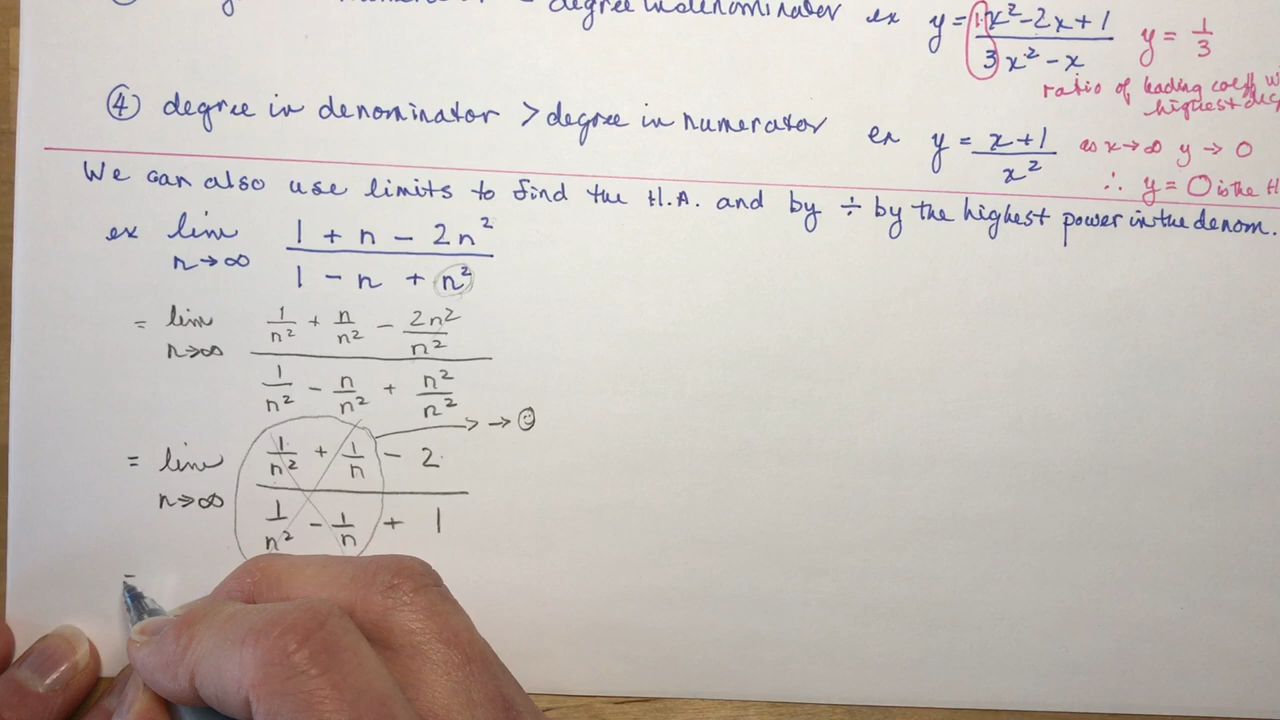 degree in denominator ex y = 1x²-2x+1 / 3x²-x y = 1/3
ratio of leading coeff
highest
④ degree in denominator > degree in numerator ex y = x+1 / x² as x→∞ y → 0
∴ y = 0 is the H
We can also use limits to find the H.A. and by ÷ by the highest power in the denom.
ex lim n→∞ 1 + n - 2n² / 1 - n + n²
= lim n→∞ 1/n² + n/n² - 2n²/n² / 1/n² - n/n² + n²/n²
→ ☺
= lim n→∞ 1/n² + 1/n - 2 / 1/n² - 1/n + 1